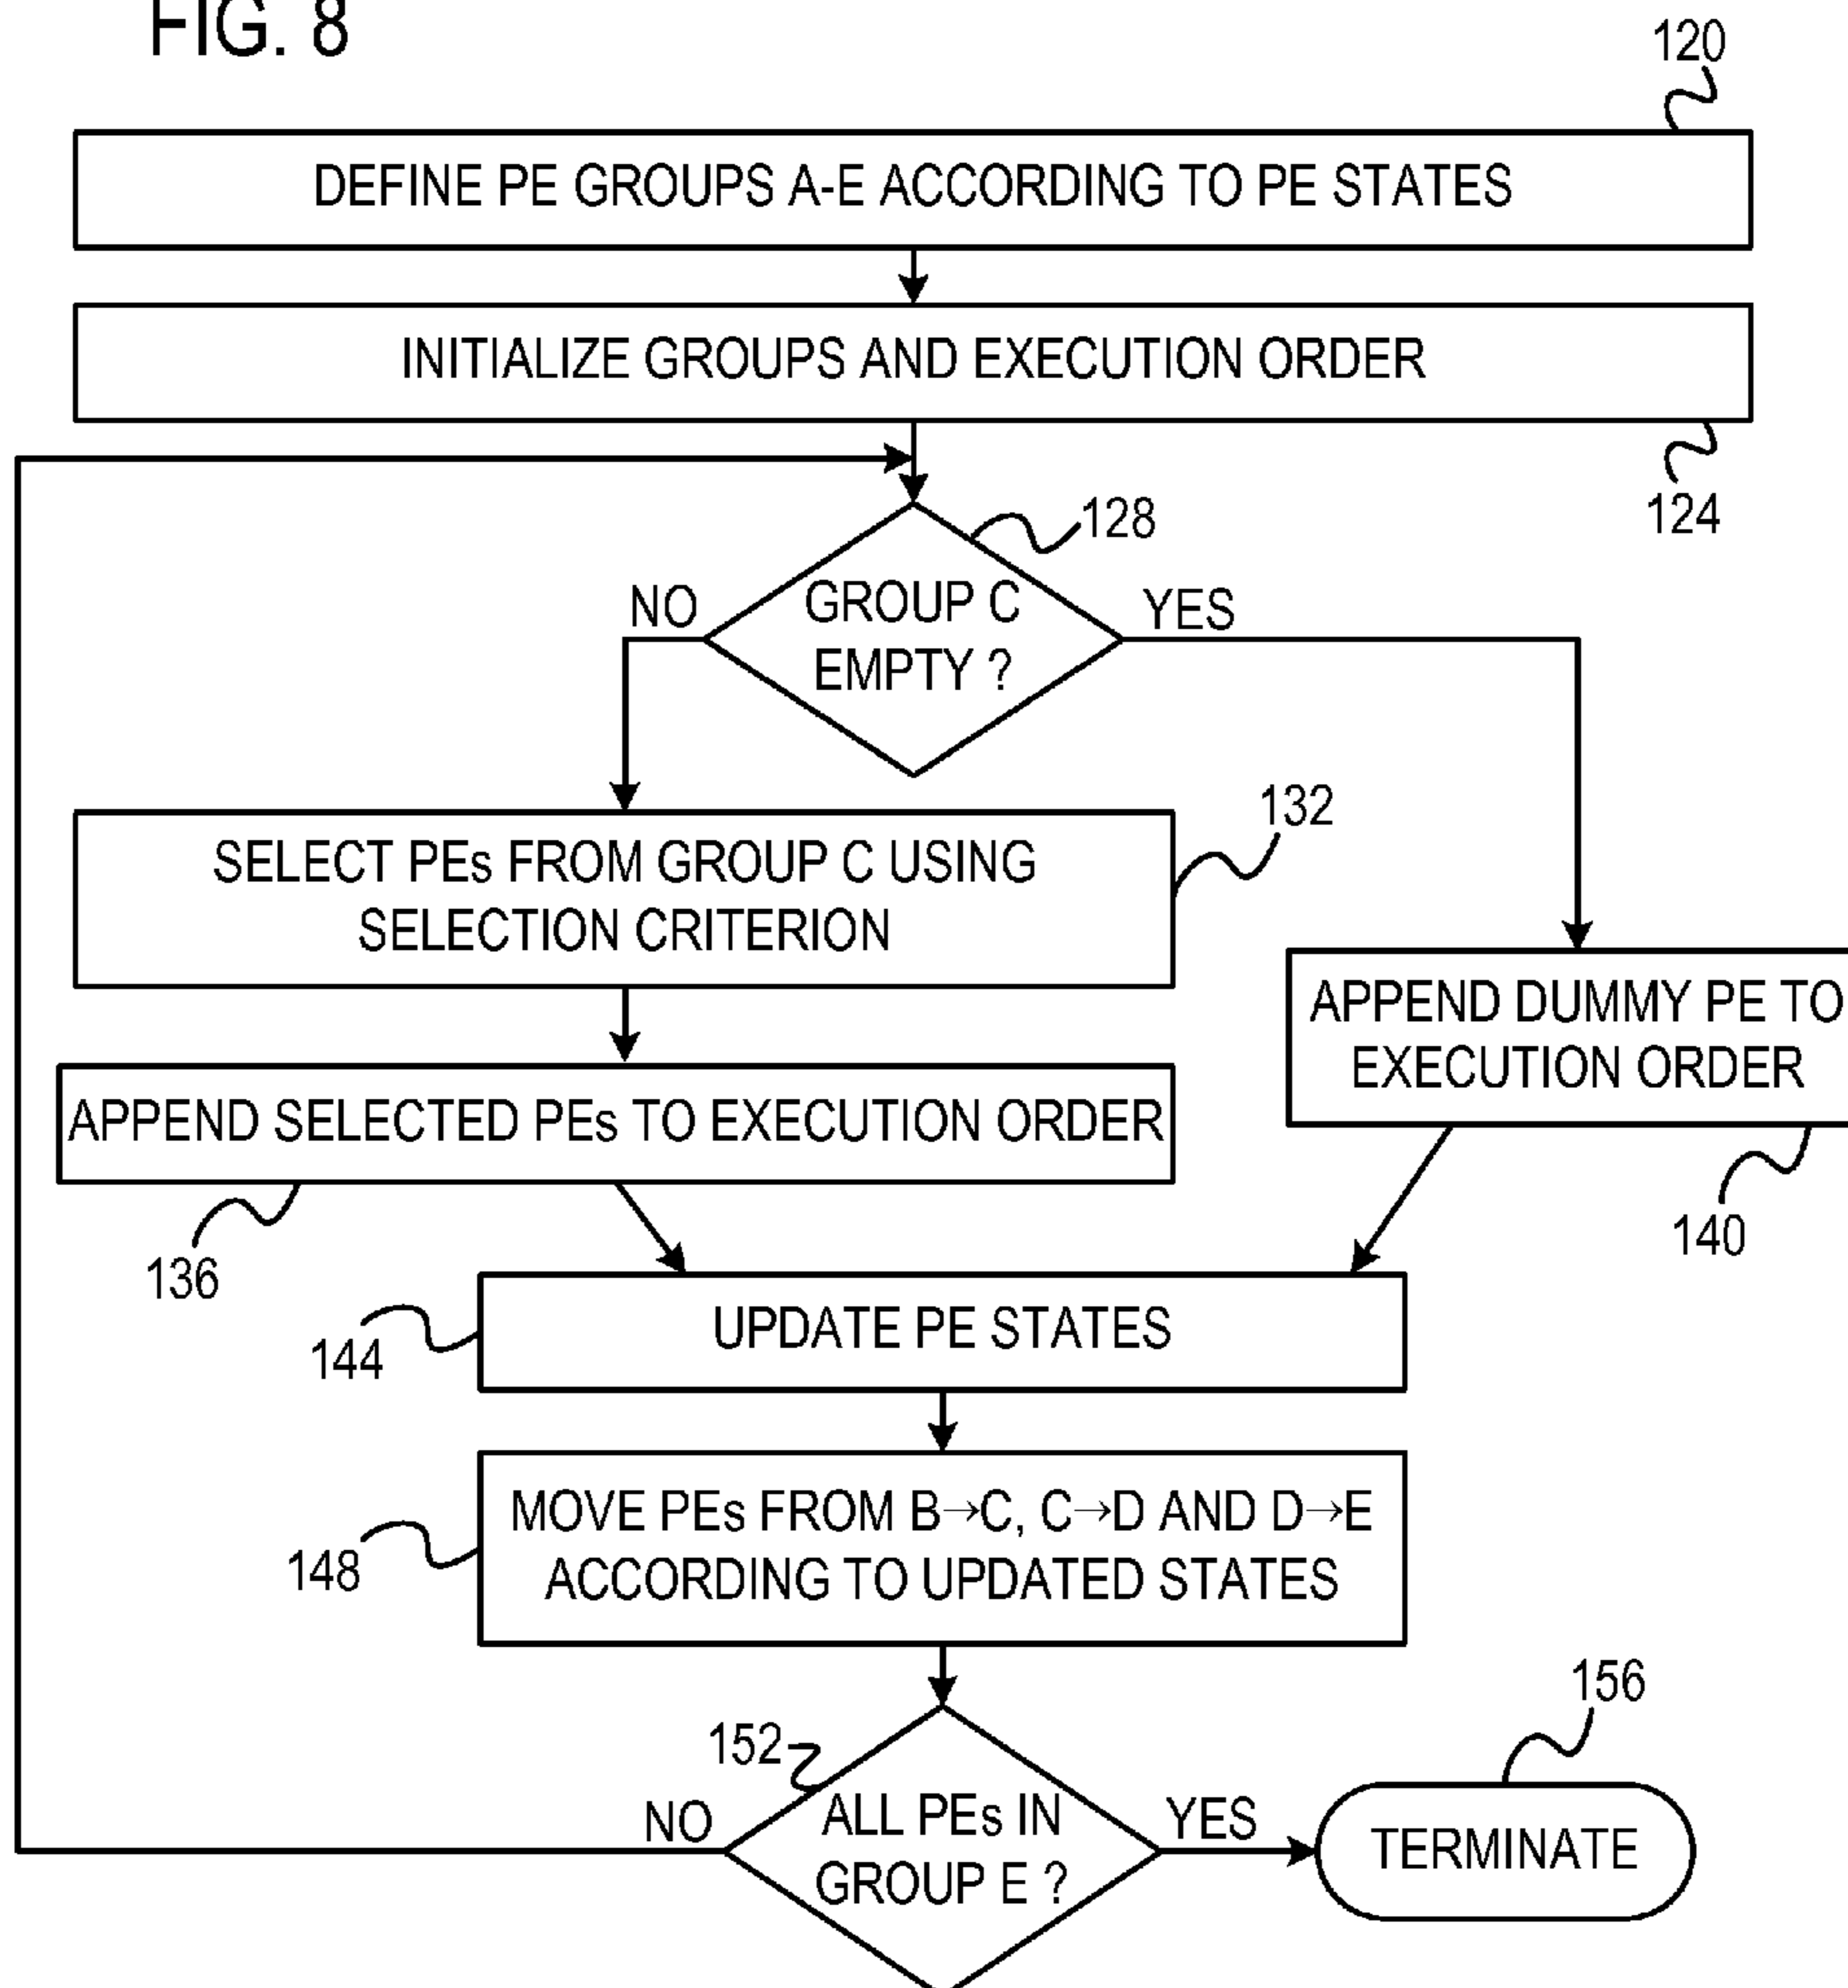 FIG. 8
120
DEFINE PE GROUPS A-E ACCORDING TO PE STATES
INITIALIZE GROUPS AND EXECUTION ORDER
124
128
NO
GROUP C
EMPTY ?
YES
132
SELECT PEs FROM GROUP C USING
SELECTION CRITERION
APPEND DUMMY PE TO
EXECUTION ORDER
APPEND SELECTED PEs TO EXECUTION ORDER
136
140
UPDATE PE STATES
144
MOVE PEs FROM B→C, C→D AND D→E
ACCORDING TO UPDATED STATES
148
152
156
NO
ALL PEs IN
GROUP E ?
YES
TERMINATE